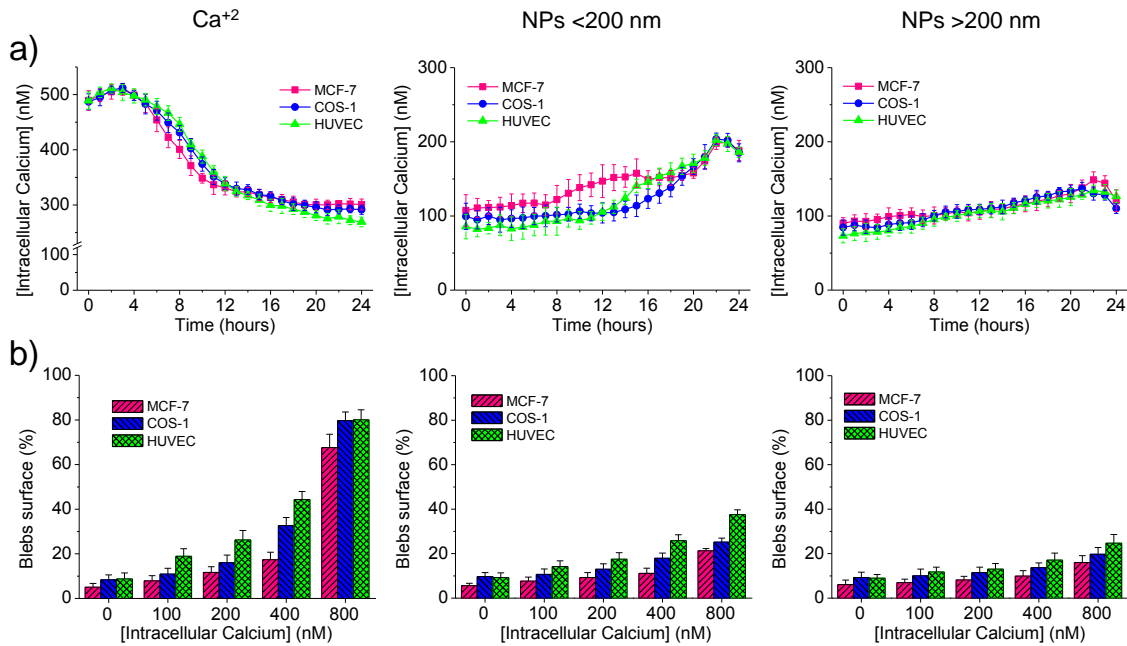 Ca+2
NPs <200 nm
NPs >200 nm
a)
[Intracellular Calcium] (nM)
500
400
300
100
0
MCF-7
COS-1
HUVEC
0 4 8 12 16 20 24
Time (hours)
[Intracellular Calcium] (nM)
300
200
100
0
MCF-7
COS-1
HUVEC
0 4 8 12 16 20 24
Time (hours)
[Intracellular Calcium] (nM)
300
200
100
0
MCF-7
COS-1
HUVEC
0 4 8 12 16 20 24
Time (hours)
b)
Blebs surface (%)
100
80
60
40
20
0
MCF-7
COS-1
HUVEC
0 100 200 400 800
[Intracellular Calcium] (nM)
Blebs surface (%)
100
80
60
40
20
0
MCF-7
COS-1
HUVEC
0 100 200 400 800
[Intracellular Calcium] (nM)
Blebs surface (%)
100
80
60
40
20
0
MCF-7
COS-1
HUVEC
0 100 200 400 800
[Intracellular Calcium] (nM)